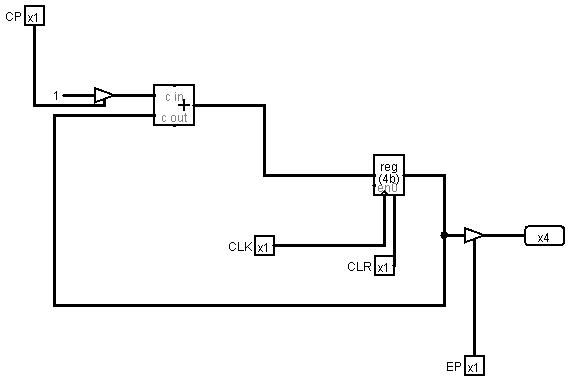 CP x1
1
c in
+
c out
reg
(4b)
en0
CLK x1
CLR x1
x4
EP x1